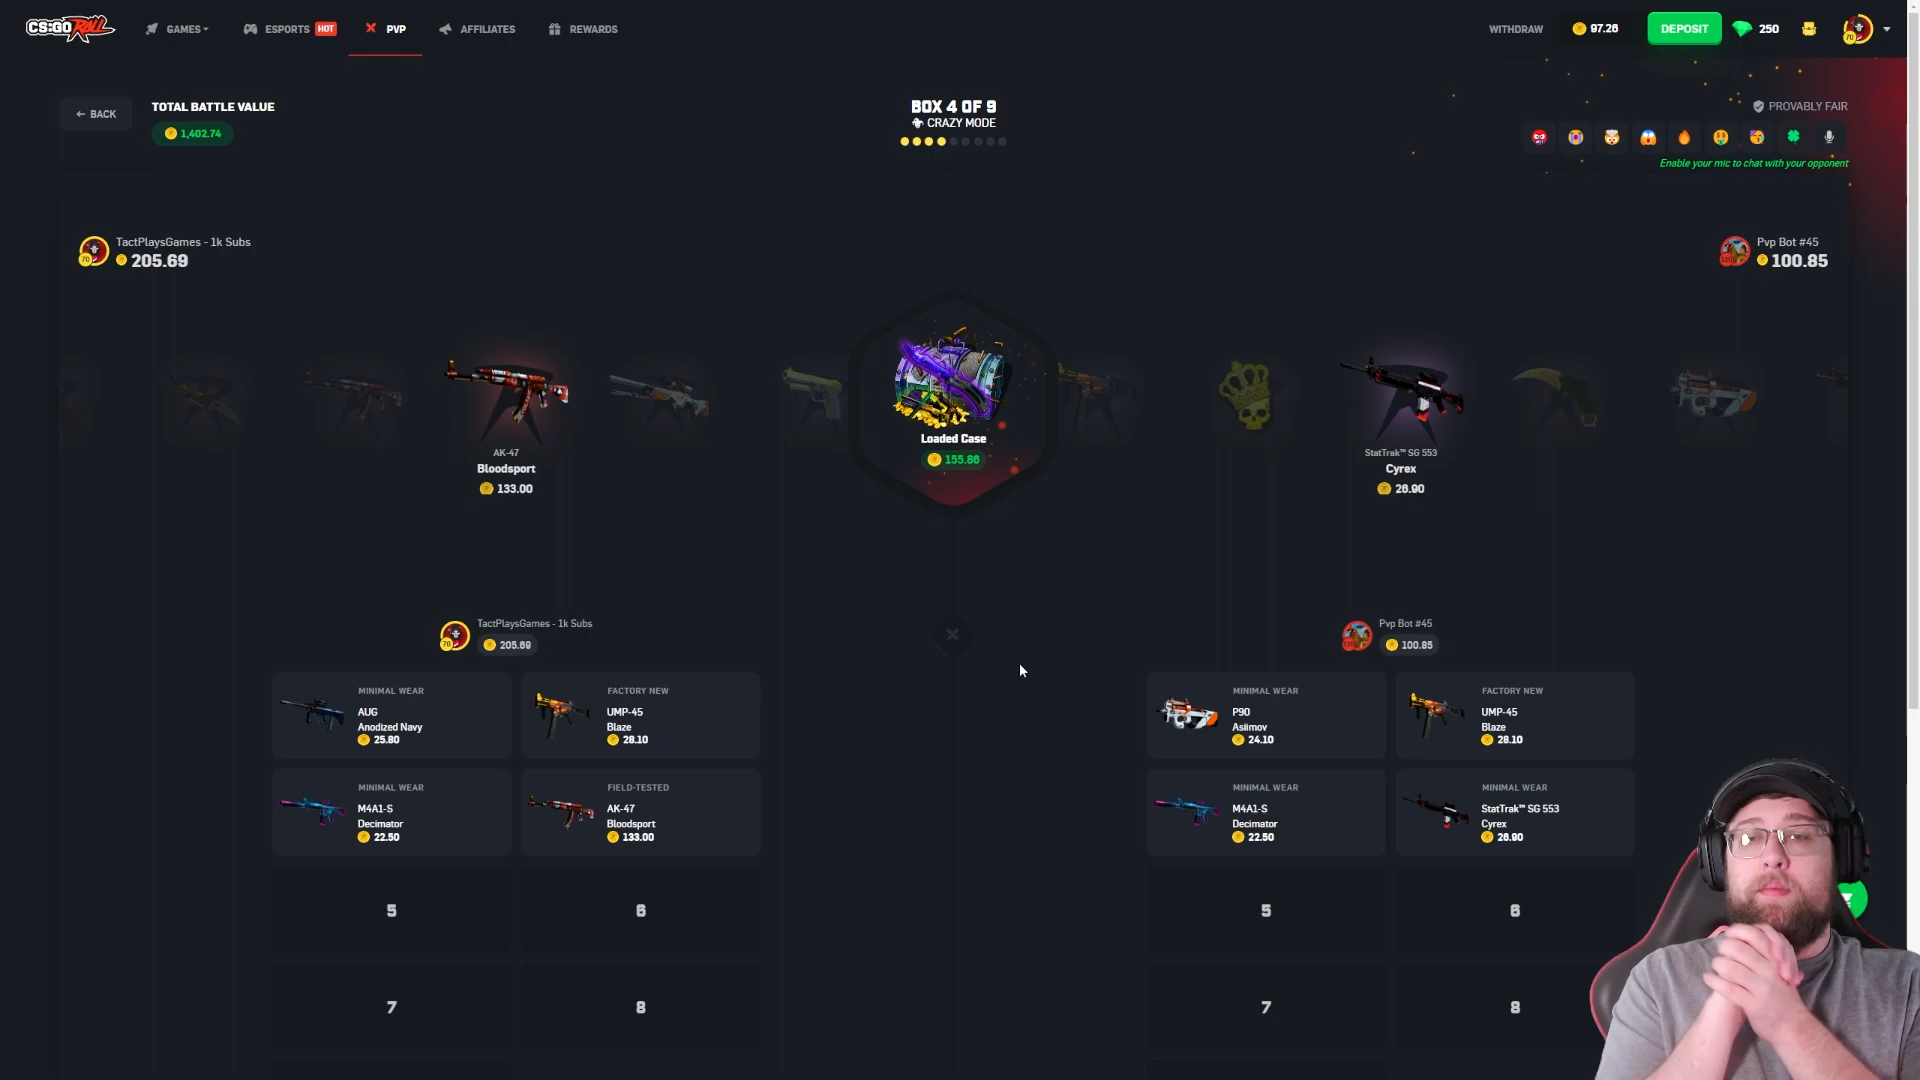 CS:GO ROLL
GAMES
ESPORTS HOT
PVP
AFFILIATES
REWARDS
WITHDRAW
97.26
DEPOSIT
250
70
← BACK
TOTAL BATTLE VALUE
1,402.74
BOX 4 OF 9
CRAZY MODE
PROVABLY FAIR
Enable your mic to chat with your opponent
TactPlaysGames - 1k Subs
70
205.69
Pvp Bot #45
100.85
AK-47
Bloodsport
133.00
Loaded Case
155.86
StatTrak™ SG 553
Cyrex
26.90
TactPlaysGames - 1k Subs
70
205.69
Pvp Bot #45
100.85
MINIMAL WEAR
AUG
Anodized Navy
25.80
FACTORY NEW
UMP-45
Blaze
28.10
MINIMAL WEAR
P90
Asiimov
24.10
FACTORY NEW
UMP-45
Blaze
28.10
MINIMAL WEAR
M4A1-S
Decimator
22.50
FIELD-TESTED
AK-47
Bloodsport
133.00
MINIMAL WEAR
M4A1-S
Decimator
22.50
MINIMAL WEAR
StatTrak™ SG 553
Cyrex
26.90
5
6
5
6
7
8
7
8